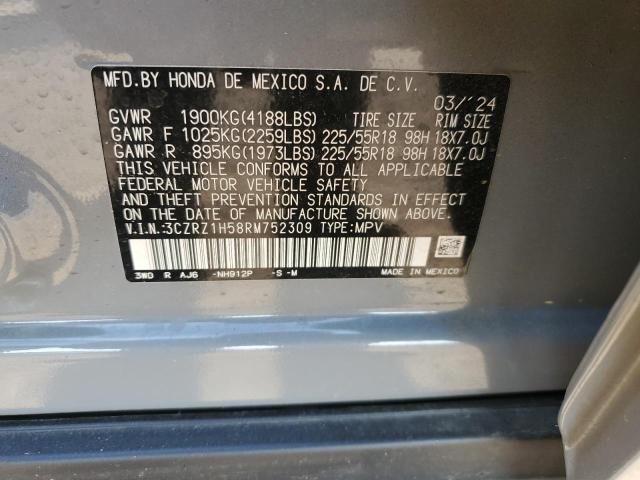 MFD.BY HONDA DE MEXICO S.A. DE C.V.
03/´24
GVWR 1900KG(4188LBS) TIRE SIZE RIM SIZE
GAWR F 1025KG(2259LBS) 225/55R18 98H 18X7.0J
GAWR R 895KG(1973LBS) 225/55R18 98H 18X7.0J
THIS VEHICLE CONFORMS TO ALL APPLICABLE
FEDERAL MOTOR VEHICLE SAFETY
AND THEFT PREVENTION STANDARDS IN EFFECT
ON THE DATE OF MANUFACTURE SHOWN ABOVE.
V.I.N.:3CZRZ1H58RM752309 TYPE:MPV
3WD R AJ6 -NH912P -S -M
MADE IN MEXICO